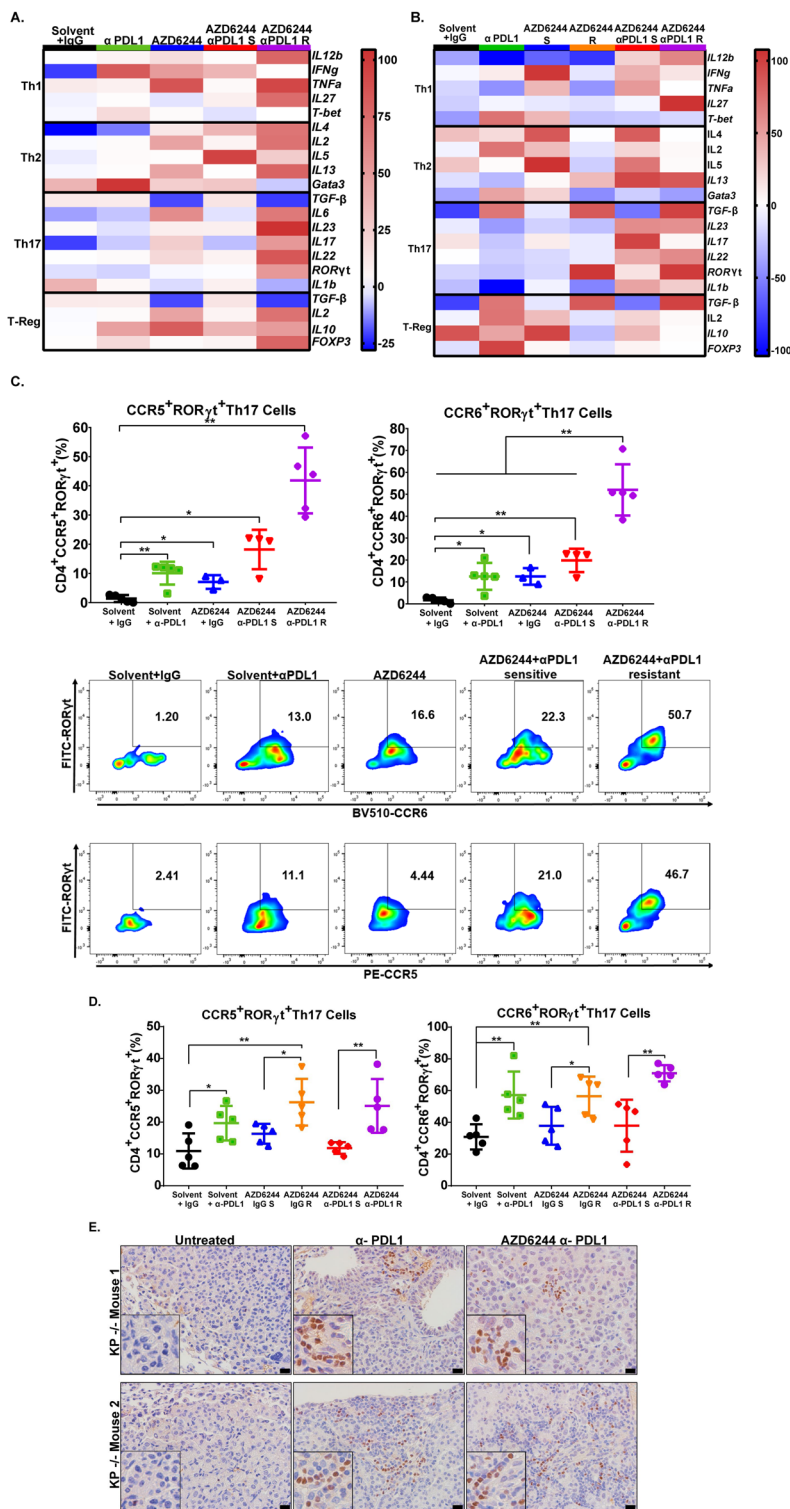 A.
Solvent
+IgG
α PDL1
AZD6244
AZD6244
αPDL1 S
AZD6244
αPDL1 R
Th1
IL12b
IFNg
TNFa
IL27
T-bet
Th2
IL4
IL2
IL5
IL13
Gata3
Th17
TGF-β
IL6
IL23
IL17
IL22
RORγt
IL1b
T-Reg
TGF-β
IL2
IL10
FOXP3
100
75
50
25
0
-25
B.
Solvent
+IgG
α PDL1
AZD6244
S
AZD6244
R
AZD6244
αPDL1 S
AZD6244
αPDL1 R
Th1
IL12b
IFNg
TNFa
IL27
T-bet
Th2
IL4
IL2
IL5
IL13
Gata3
Th17
TGF-β
IL23
IL17
IL22
RORγt
IL1b
T-Reg
TGF-β
IL2
IL10
FOXP3
100
50
0
-50
-100
C.
CCR5+RORγt+Th17 Cells
CD4+CCR5+RORγt+(%)
60
50
40
30
20
10
0
**
*
*
**
Solvent
+ IgG
Solvent
+ α-PDL1
AZD6244
+ IgG
AZD6244
α-PDL1 S
AZD6244
α-PDL1 R
CCR6+RORγt+Th17 Cells
CD4+CCR6+RORγt+(%)
80
70
60
50
40
30
20
10
0
**
**
*
*
Solvent
+ IgG
Solvent
+ α-PDL1
AZD6244
+ IgG
AZD6244
α-PDL1 S
AZD6244
α-PDL1 R
Solvent+IgG
Solvent+αPDL1
AZD6244
AZD6244+αPDL1
sensitive
AZD6244+αPDL1
resistant
FITC-RORγt
1.20
13.0
16.6
22.3
50.7
BV510-CCR6
FITC-RORγt
2.41
11.1
4.44
21.0
46.7
PE-CCR5
D.
CCR5+RORγt+Th17 Cells
CD4+CCR5+RORγt+(%)
50
40
30
20
10
0
**
*
*
**
Solvent
+ IgG
Solvent
+ α-PDL1
AZD6244
IgG S
AZD6244
IgG R
AZD6244
α-PDL1 S
AZD6244
α-PDL1 R
CCR6+RORγt+Th17 Cells
CD4+CCR6+RORγt+(%)
100
80
60
40
20
0
**
**
*
**
Solvent
+ IgG
Solvent
+ α-PDL1
AZD6244
IgG S
AZD6244
IgG R
AZD6244
α-PDL1 S
AZD6244
α-PDL1 R
E.
Untreated
α- PDL1
AZD6244 α- PDL1
KP -/- Mouse 1
KP -/- Mouse 2